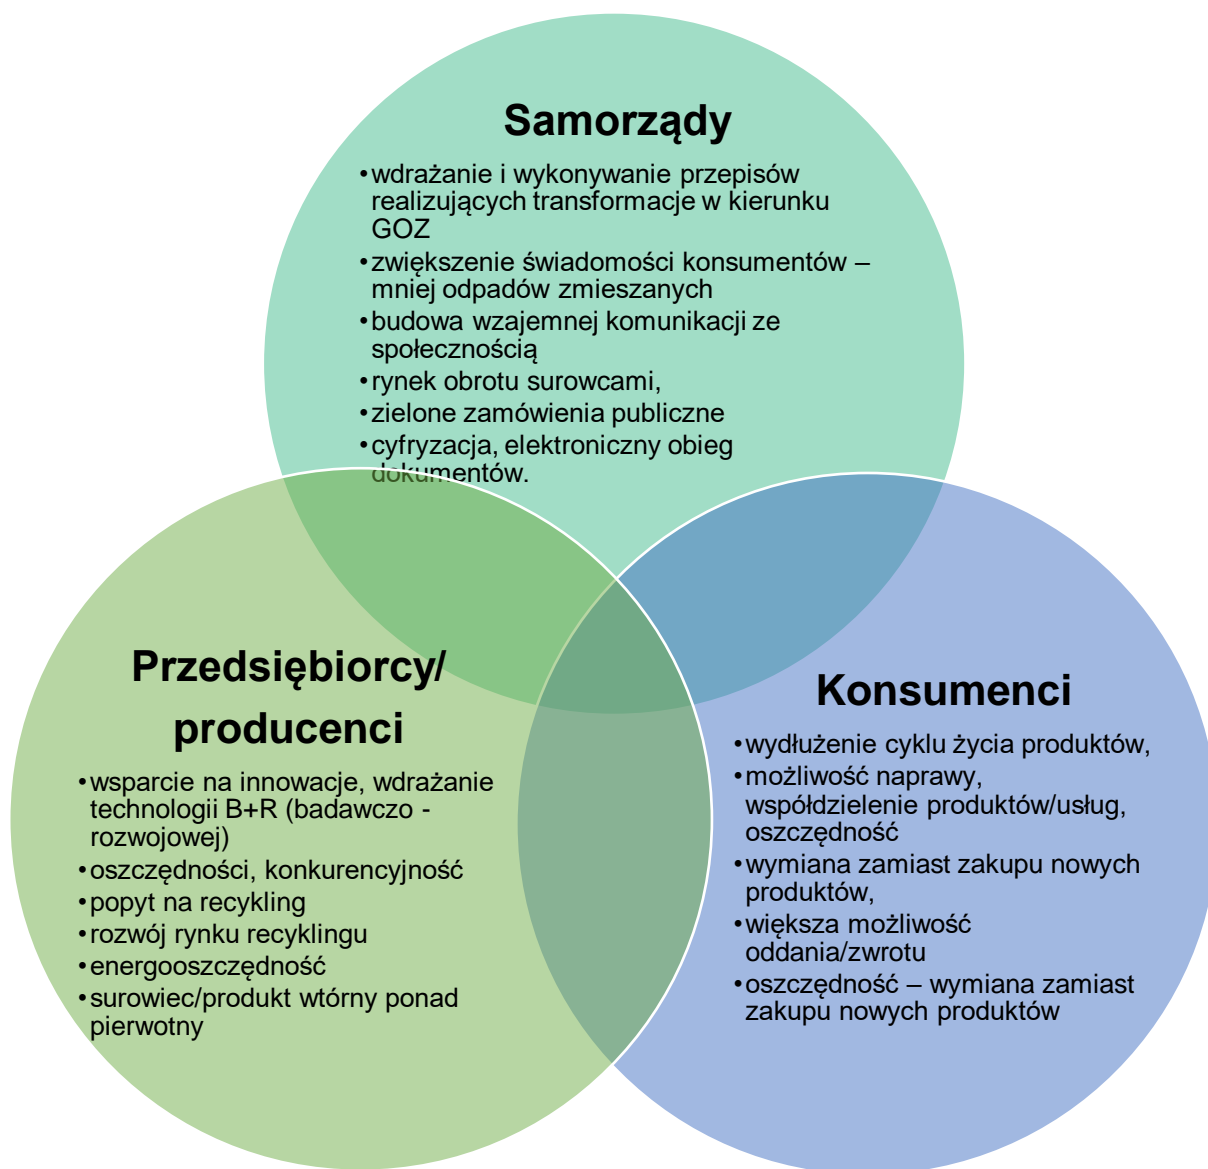 Samorządy
•wdrażanie i wykonywanie przepisów
realizujących transformacje w kierunku
GOZ
•zwiększenie świadomości konsumentów –
mniej odpadów zmieszanych
•budowa wzajemnej komunikacji ze
społecznością
•rynek obrotu surowcami,
•zielone zamówienia publiczne
•cyfryzacja, elektroniczny obieg
dokumentów.
Przedsiębiorcy/
producenci
•wsparcie na innowacje, wdrażanie
technologii B+R (badawczo -
rozwojowej)
•oszczędności, konkurencyjność
•popyt na recykling
•rozwój rynku recyklingu
•energooszczędność
•surowiec/produkt wtórny ponad
pierwotny
Konsumenci
•wydłużenie cyklu życia produktów,
•możliwość naprawy,
współdzielenie produktów/usług,
oszczędność
•wymiana zamiast zakupu nowych
produktów,
•większa możliwość
oddania/zwrotu
•oszczędność – wymiana zamiast
zakupu nowych produktów